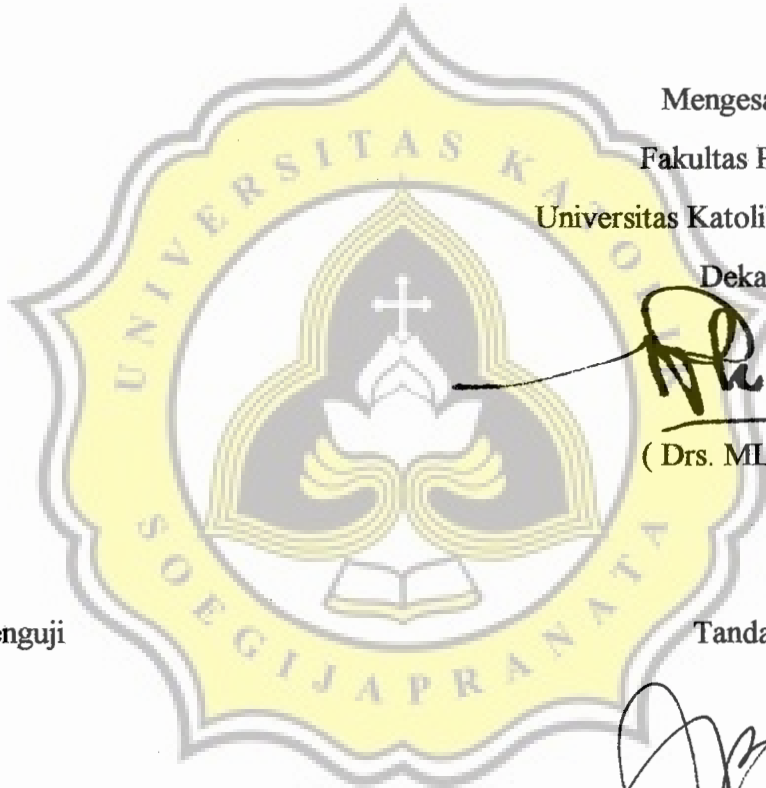 Mengesa
Fakultas P
Universitas Katoli
Deka
( Drs. ML
enguji
Tanda
UNIVERSITAS KATOLIK
SOEGIJAPRANATA